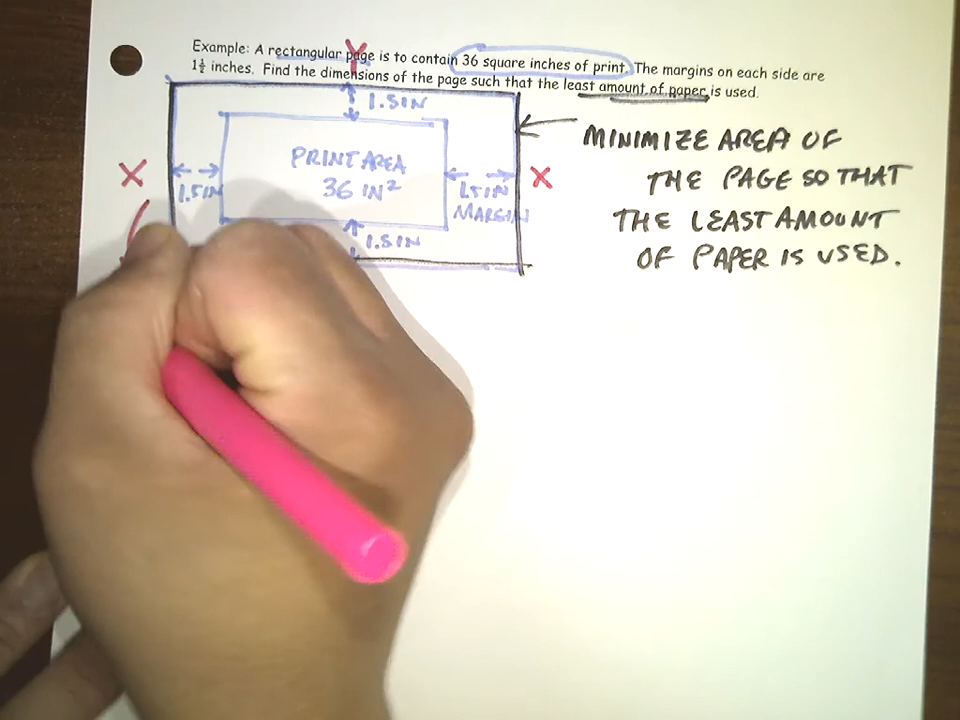 Example: A rectangular page is to contain 36 square inches of print. The margins on each side are
1½ inches. Find the dimensions of the page such that the least amount of paper is used.
Y
1.5IN
PRINT AREA
36 IN²
X
1.5IN
1.5IN
MARGIN
X
1.5IN
MINIMIZE AREA OF
THE PAGE SO THAT
THE LEAST AMOUNT
OF PAPER IS USED.